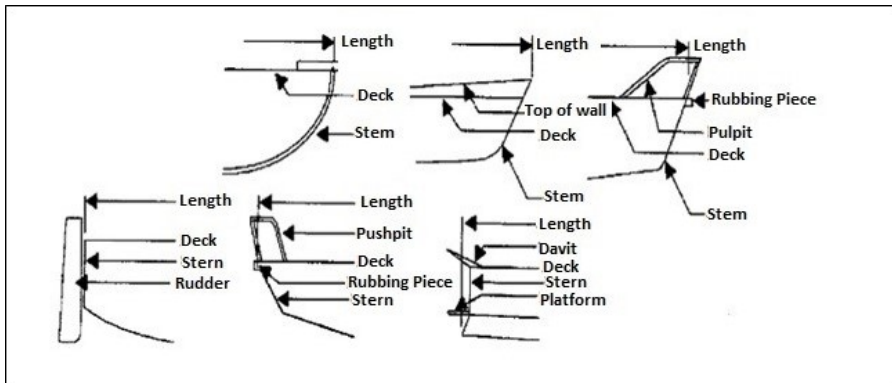 Length
Deck
Stem
Length
Top of wall
Deck
Stem
Length
Rubbing Piece
Pulpit
Deck
Stem
Length
Deck
Stern
Rudder
Length
Pushpit
Deck
Rubbing Piece
Stern
Length
Davit
Deck
Stern
Platform